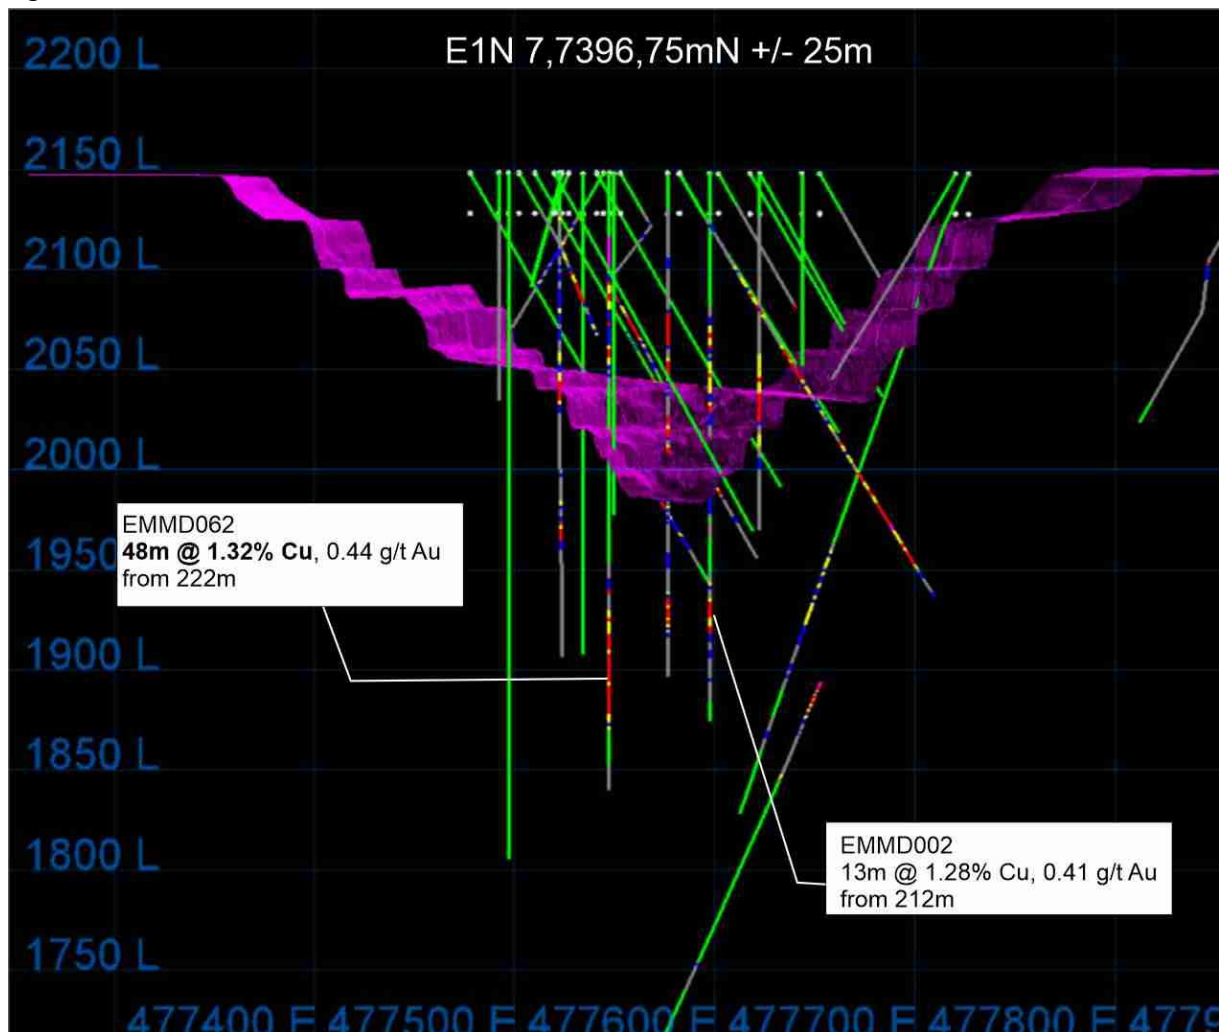 E1N 7,7396,75mN +/- 25m
2200 L
2150 L
2100 L
2050 L
2000 L
EMMD062
48m @ 1.32% Cu, 0.44 g/t Au
from 222m
1950 L
1900 L
1850 L
EMMD002
13m @ 1.28% Cu, 0.41 g/t Au
from 212m
1800 L
1750 L
477400 E 477500 E 477600 E 477700 E 477800 E 4779